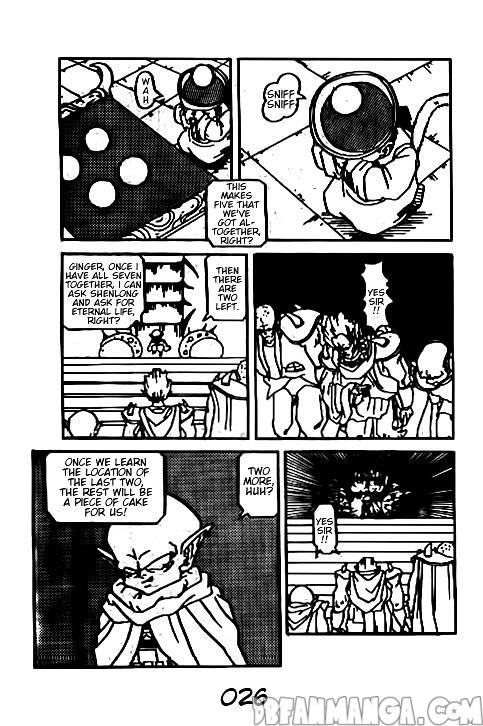 W
A
H
SNIFF
SNIFF
THIS
MAKES
FIVE THAT
WE'VE
GOT AL-
TOGETHER,
RIGHT?
GINGER, ONCE I
HAVE ALL SEVEN
TOGETHER, I CAN
ASK SHENLONG
AND ASK FOR
ETERNAL LIFE,
RIGHT?
THEN
THERE
ARE
TWO
LEFT.
YES
SIR
!!
ONCE WE LEARN
THE LOCATION OF
THE LAST TWO,
THE REST WILL BE
A PIECE OF CAKE
FOR US!
TWO
MORE,
HUH?
YES
SIR
!!
026
DBFANMANGA.COM